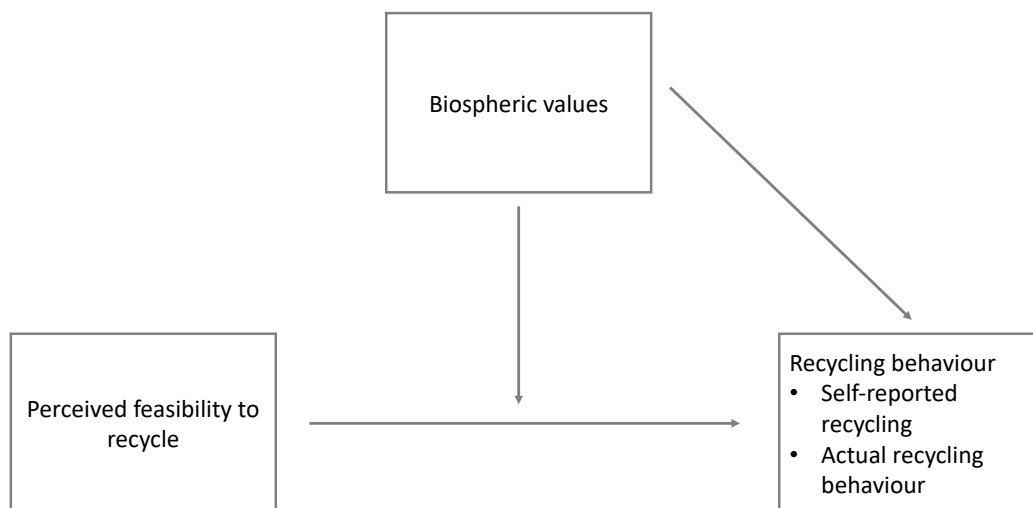 Biospheric values
Perceived feasibility to
recycle
Recycling behaviour
• Self-reported
recycling
• Actual recycling
behaviour